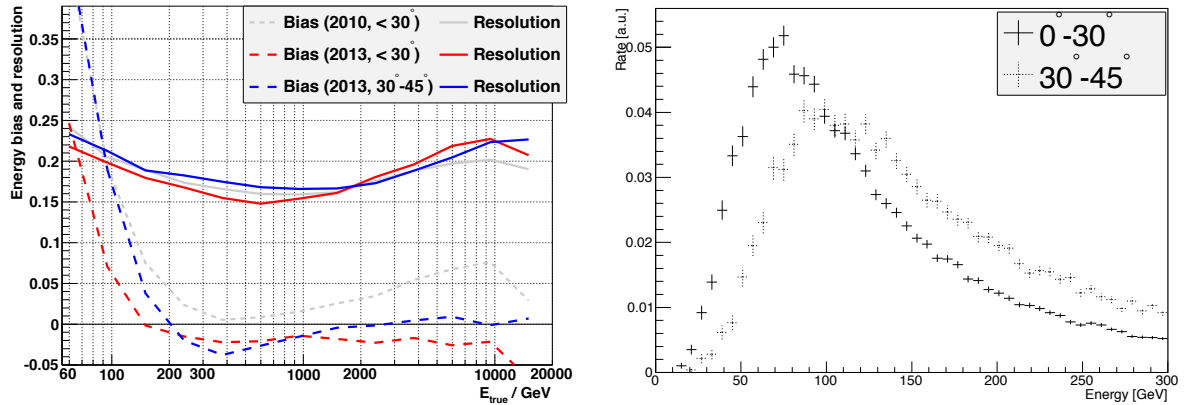 Energy bias and resolution
0.35
0.3
0.25
0.2
0.15
0.1
0.05
0
-0.05
Bias (2010, < 30°) Resolution
Bias (2013, < 30°) Resolution
Bias (2013, 30°-45°) Resolution
60 100 200 300 1000 2000 10000 20000
E_true / GeV
Rate [a.u.]
0.05
0.04
0.03
0.02
0.01
0
0°-30°
30°-45°
0 50 100 150 200 250 300
Energy [GeV]